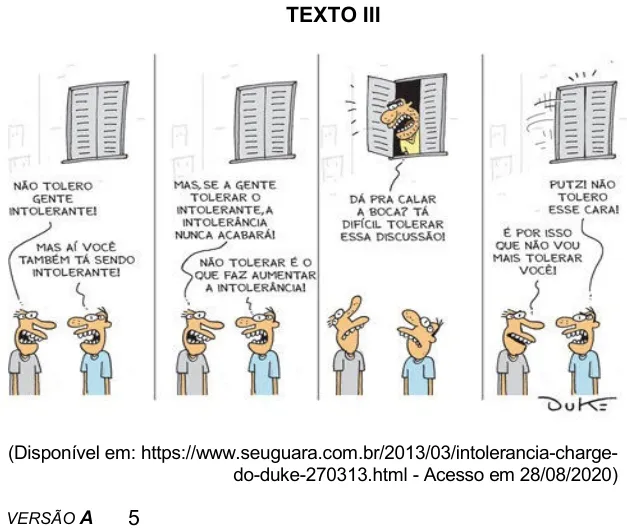 TEXTO III
NÃO TOLERO
GENTE
INTOLERANTE!
MAS AÍ VOCÊ
TAMBÉM TÁ SENDO
INTOLERANTE!
MAS, SE A GENTE
TOLERAR O
INTOLERANTE, A
INTOLERÂNCIA
NUNCA ACABARÁ!
NÃO TOLERAR É O
QUE FAZ AUMENTAR
A INTOLERÂNCIA!
DÁ PRA CALAR
A BOCA? TÁ
DIFÍCIL TOLERAR
ESSA DISCUSSÃO!
PUTZ! NÃO
TOLERO
ESSE CARA!
É POR ISSO
QUE NÃO VOU
MAIS TOLERAR
VOCÊ!
DUKE
(Disponível em: https://www.seuguara.com.br/2013/03/intolerancia-charge-
do-duke-270313.html - Acesso em 28/08/2020)
VERSÃO A 5